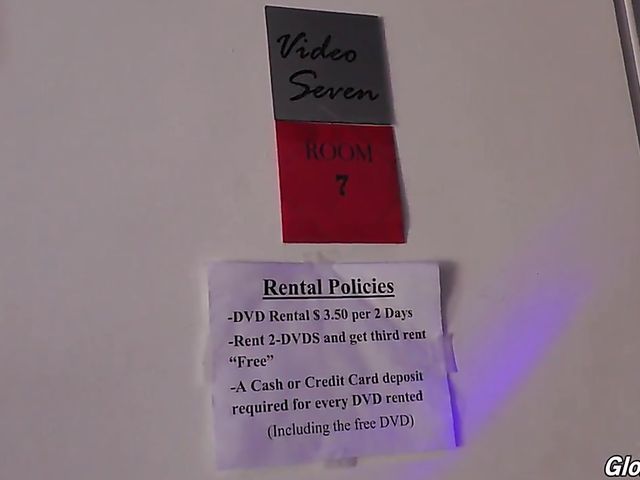 Video
Seven
ROOM
7
Rental Policies
-DVD Rental $ 3.50 per 2 Days
-Rent 2-DVDS and get third rent
“Free”
-A Cash or Credit Card deposit
required for every DVD rented
(Including the free DVD)